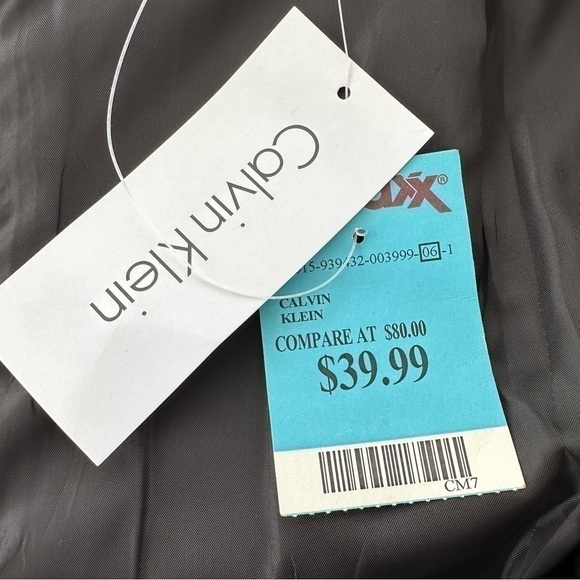 Calvin Klein
CALVIN
KLEIN
COMPARE AT $80.00
$39.99
CM7